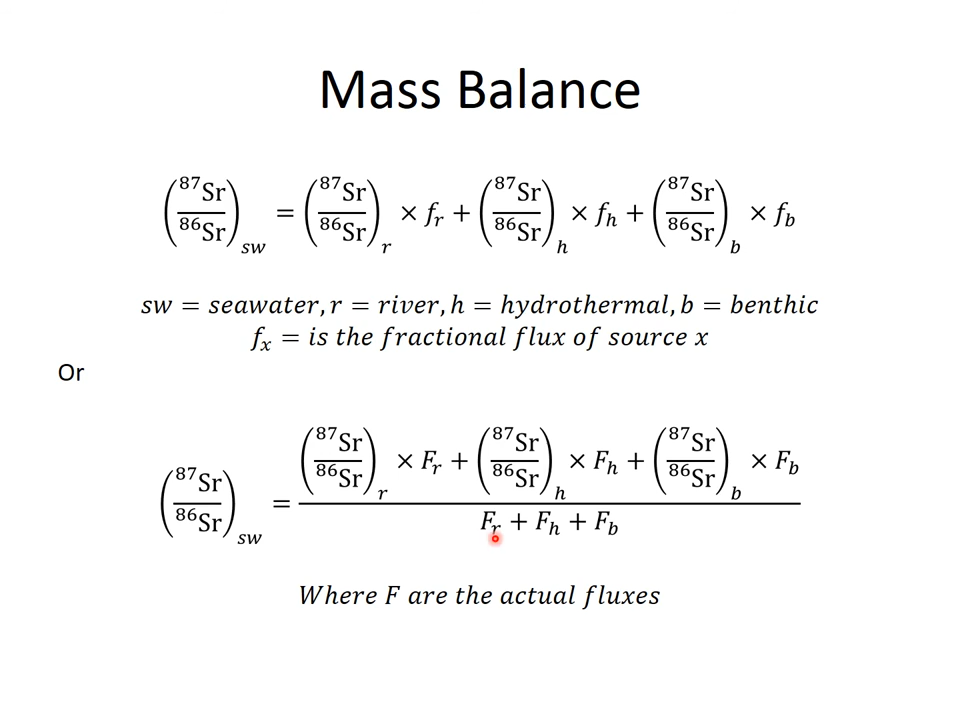 Mass Balance
(⁸⁷Sr/⁸⁶Sr)_sw = (⁸⁷Sr/⁸⁶Sr)_r × f_r + (⁸⁷Sr/⁸⁶Sr)_h × f_h + (⁸⁷Sr/⁸⁶Sr)_b × f_b
sw = seawater, r = river, h = hydrothermal, b = benthic
f_x = is the fractional flux of source x
Or
(⁸⁷Sr/⁸⁶Sr)_sw = ((⁸⁷Sr/⁸⁶Sr)_r × F_r + (⁸⁷Sr/⁸⁶Sr)_h × F_h + (⁸⁷Sr/⁸⁶Sr)_b × F_b) / (F_r + F_h + F_b)
Where F are the actual fluxes